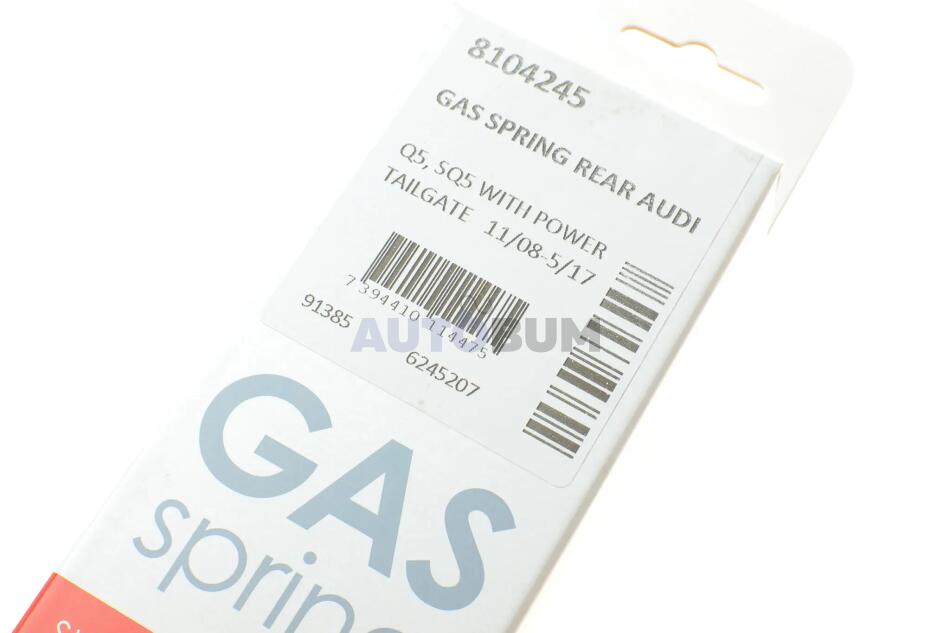 8104245
GAS SPRING REAR AUDI
Q5, SQ5 WITH POWER
TAILGATE 11/08-5/17
7 394410 714475
91385
6245207
AUTOBUM
GAS
spring